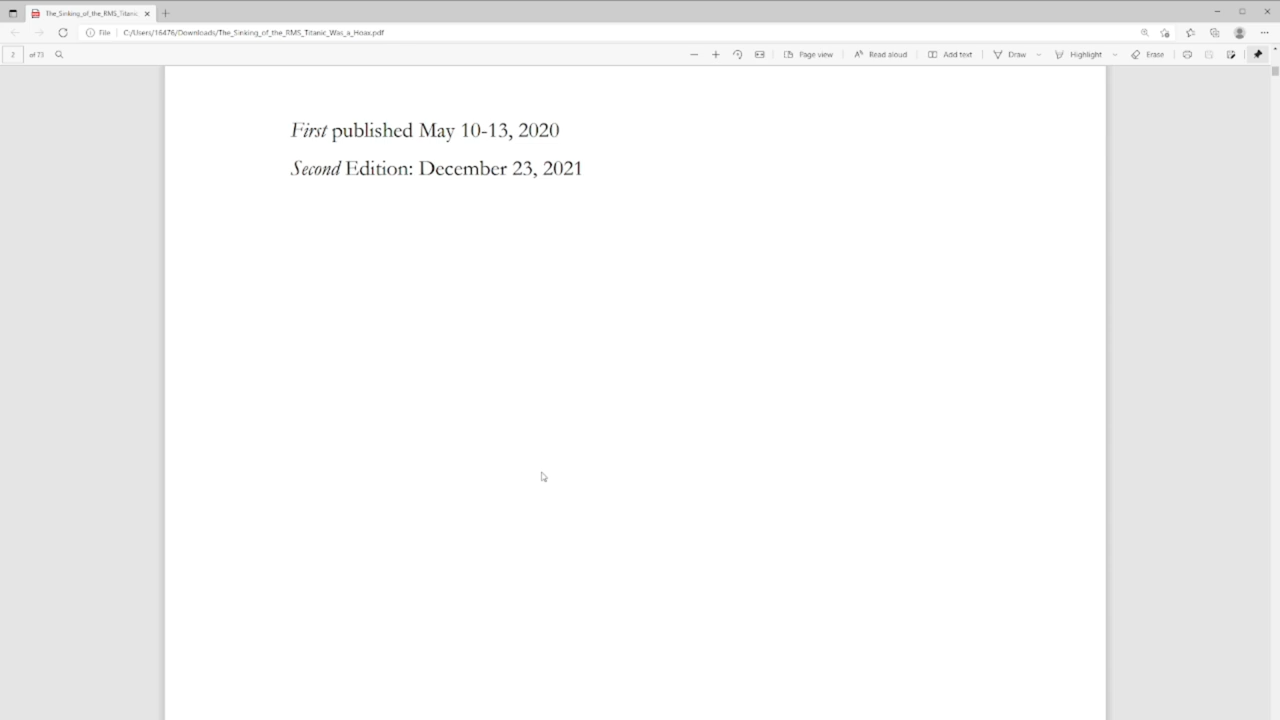 The_Sinking_of_the_RMS_Titanic
File
C:/Users/16476/Downloads/The_Sinking_of_the_RMS_Titanic_Was_a_Hoax.pdf
2 of 73
Page view
Read aloud
Add text
Draw
Highlight
Erase
First published May 10-13, 2020
Second Edition: December 23, 2021